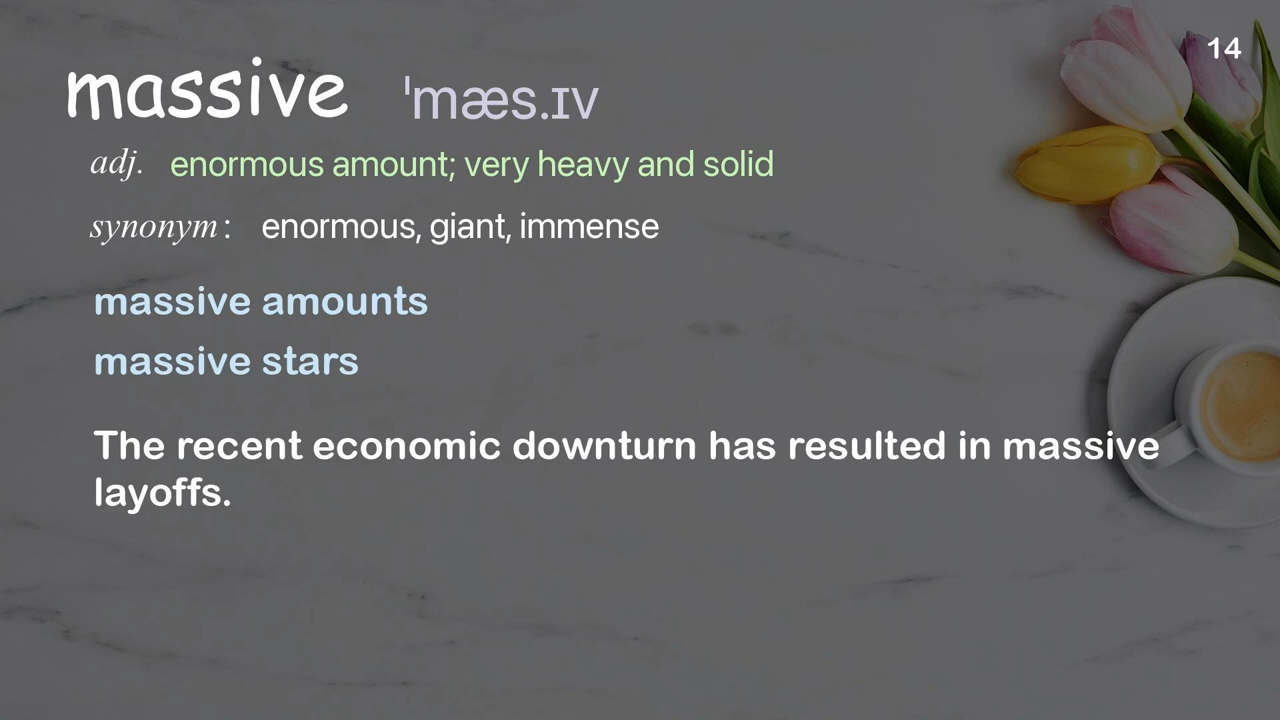 14
massive ˈmæs.ɪv
adj. enormous amount; very heavy and solid
synonym: enormous, giant, immense
massive amounts
massive stars
The recent economic downturn has resulted in massive
layoffs.